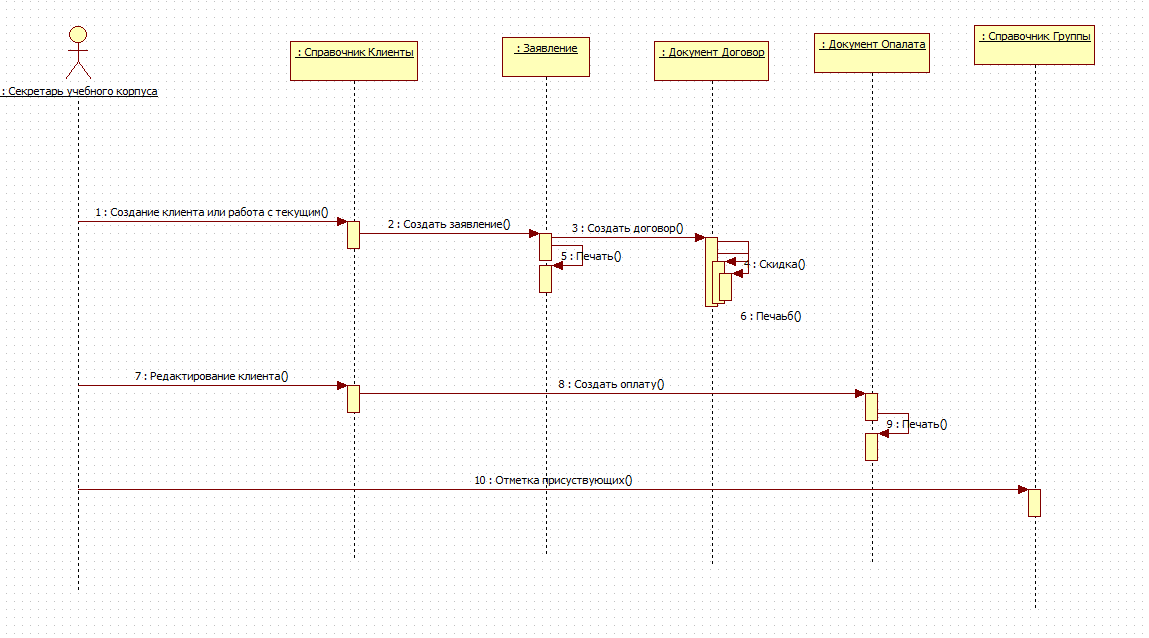 : Секретарь учебного корпуса
: Справочник Клиенты
: Заявление
: Документ Договор
: Документ Опалата
: Справочник Группы
1 : Создание клиента или работа с текущим()
2 : Создать заявление()
3 : Создать договор()
5 : Печать()
4 : Скидка()
6 : Печаьб()
7 : Редактирование клиента()
8 : Создать оплату()
9 : Печать()
10 : Отметка присуствующих()